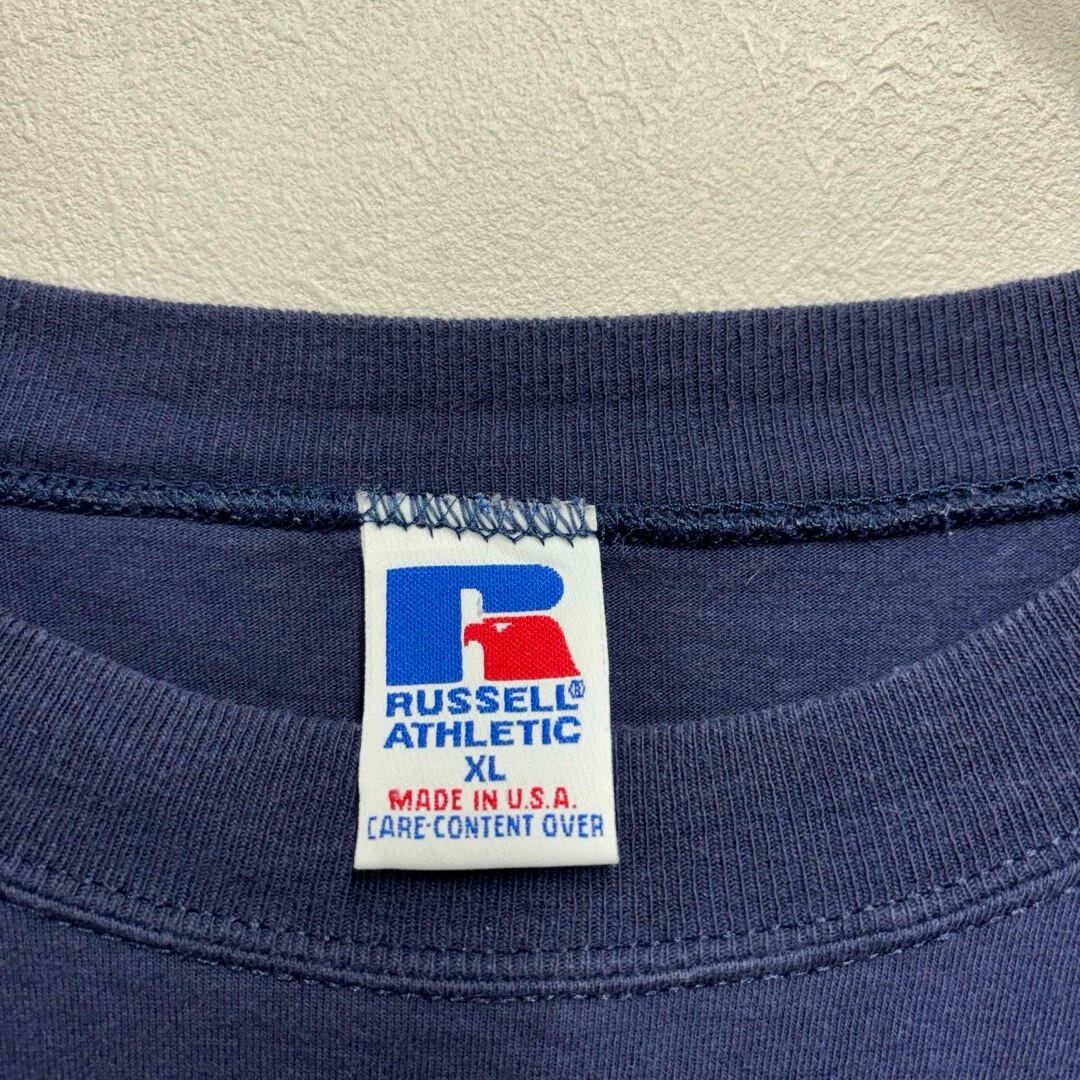 R
RUSSELL®
ATHLETIC
XL
MADE IN U.S.A.
CARE-CONTENT OVER